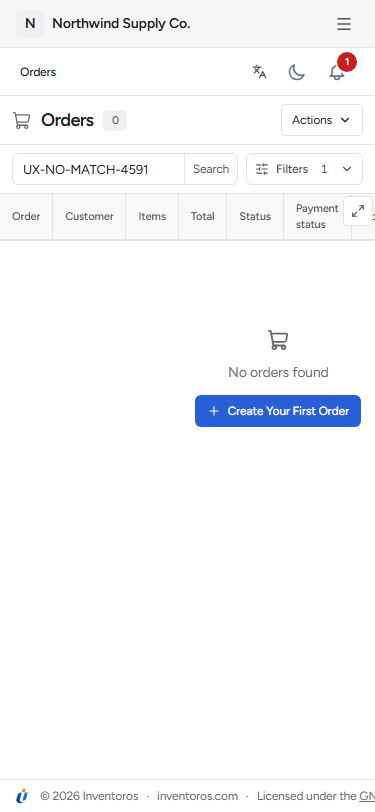 N Northwind Supply Co.
Orders
1
Orders 0
Actions
UX-NO-MATCH-4591 Search Filters 1
Order Customer Items Total Status Payment status
No orders found
Create Your First Order
© 2026 Inventoros · inventoros.com · Licensed under the GN